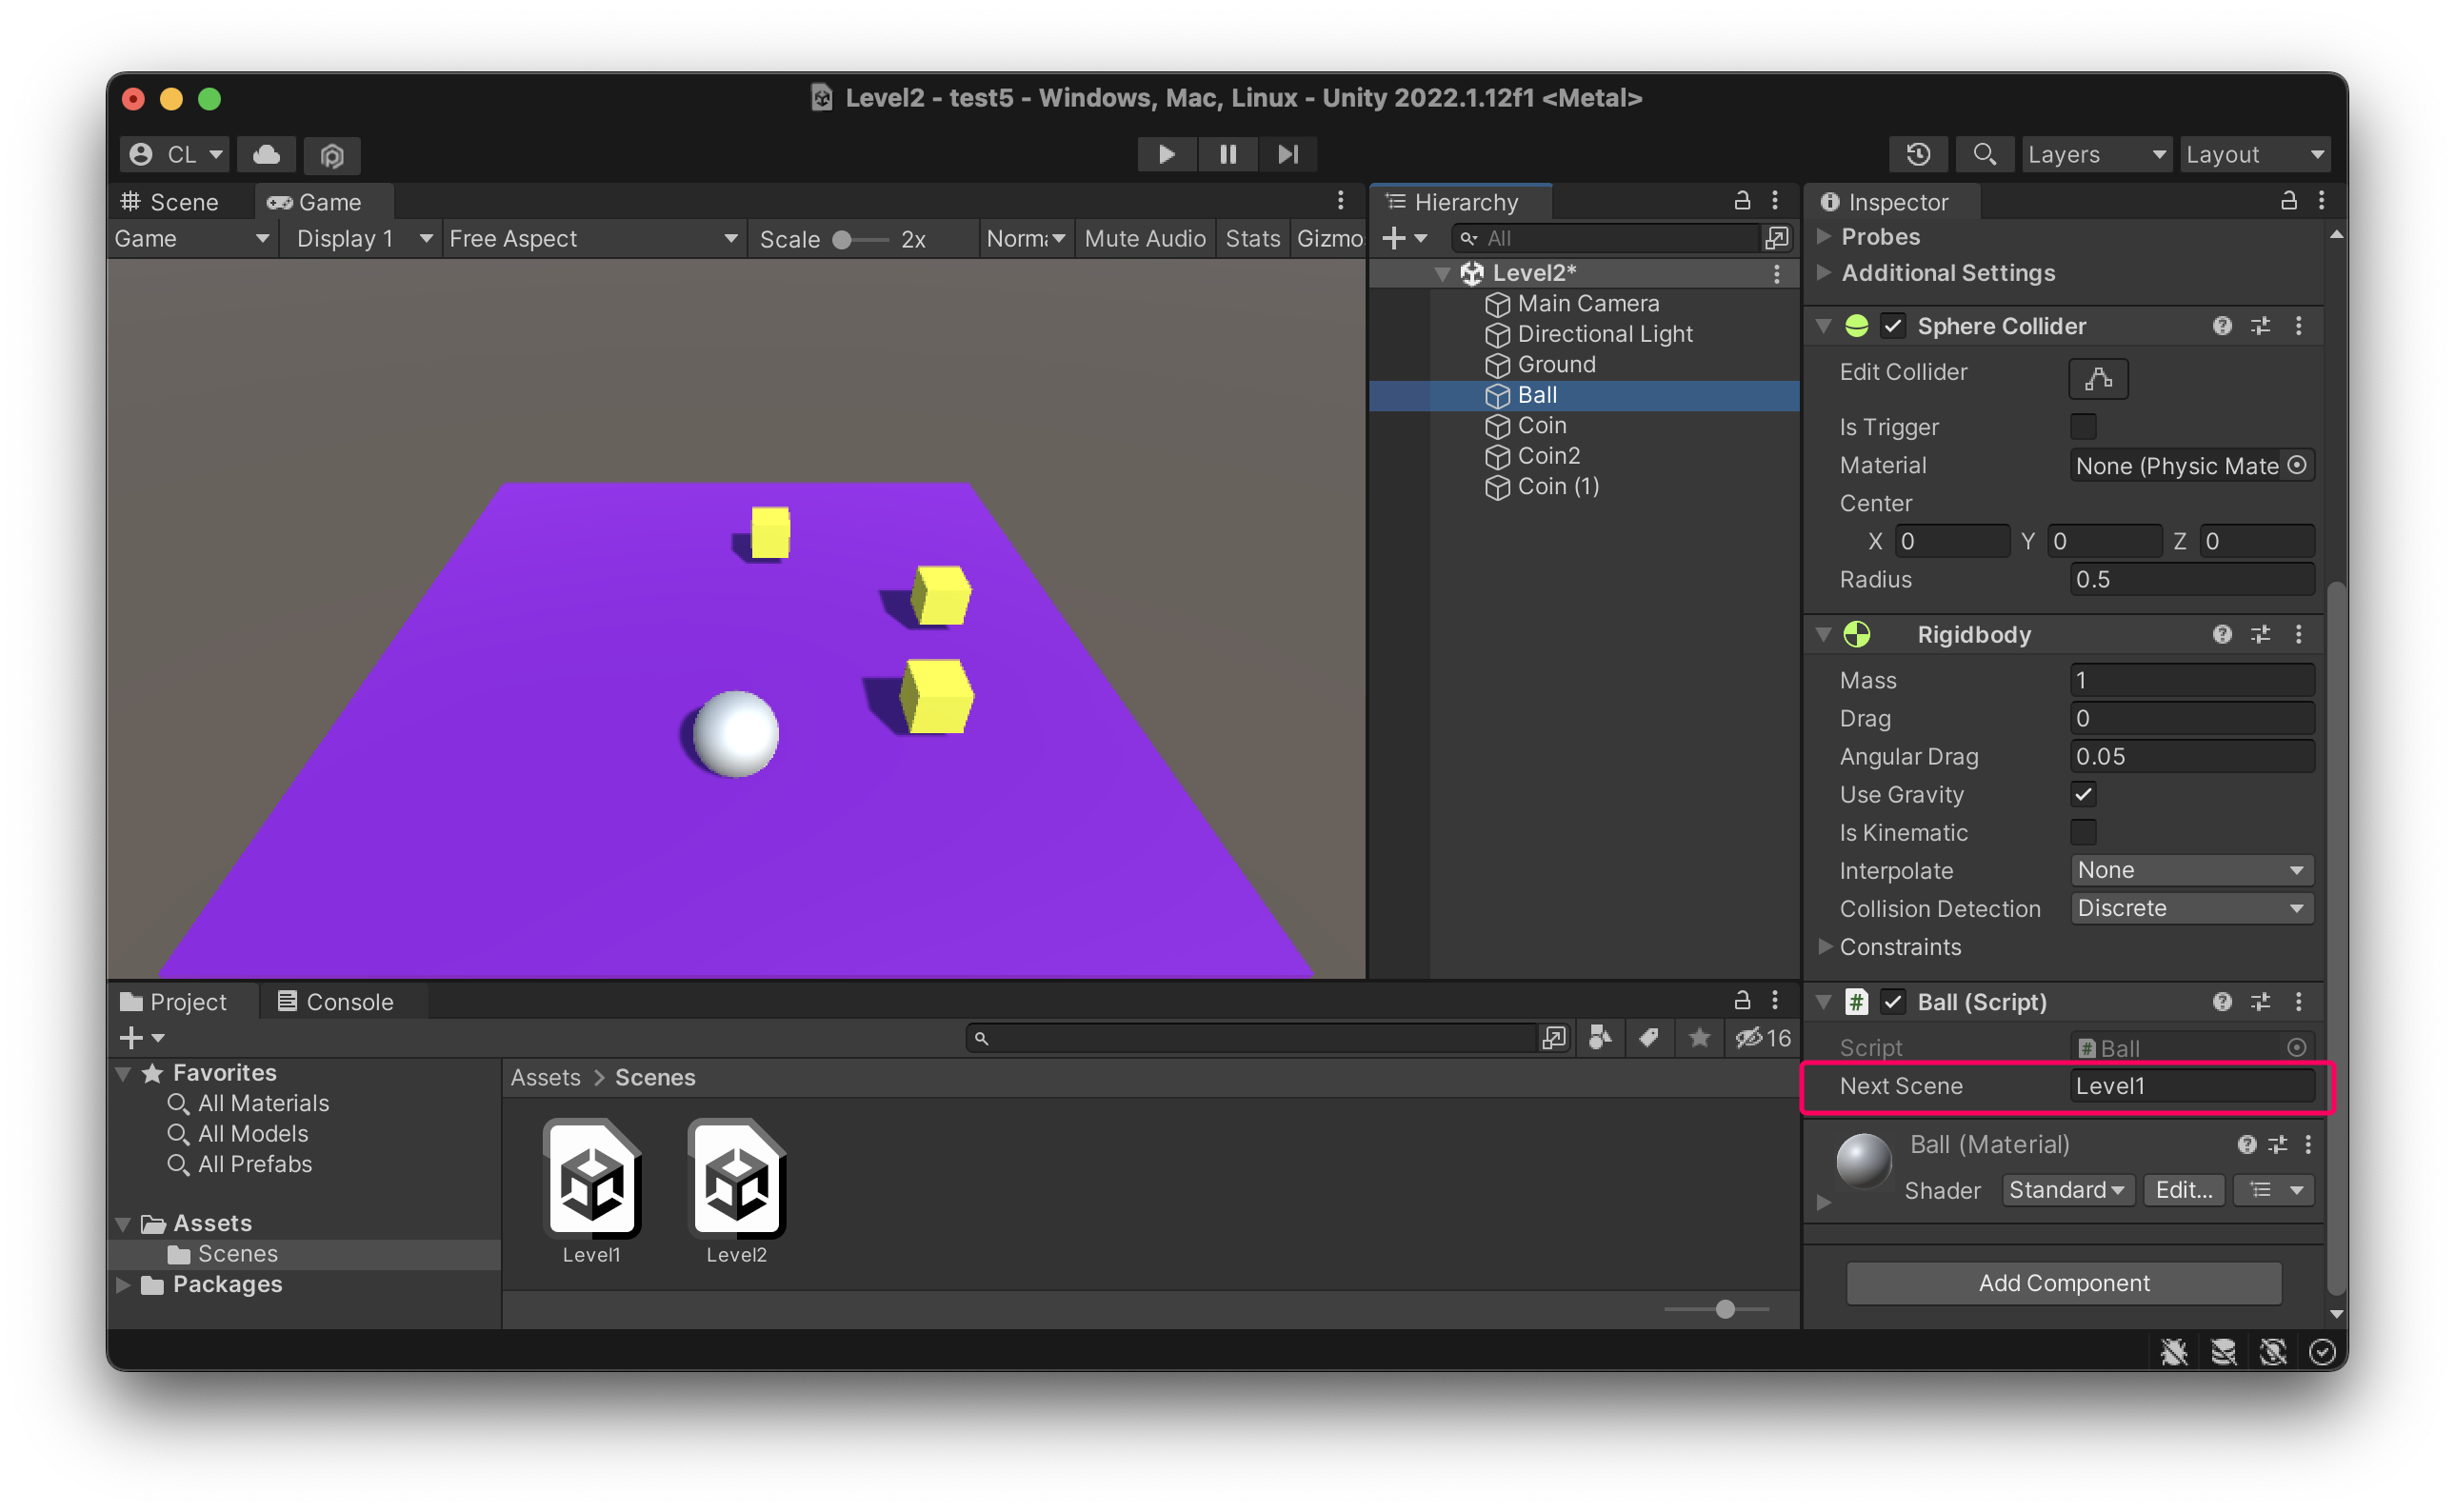 Level2 - test5 - Windows, Mac, Linux - Unity 2022.1.12f1 <Metal>
CL
Layers
Layout
Scene
Game
Game
Display 1
Free Aspect
Scale
2x
Norm
Mute Audio
Stats
Gizmo
Hierarchy
All
Level2*
Main Camera
Directional Light
Ground
Ball
Coin
Coin2
Coin (1)
Project
Console
16
Favorites
All Materials
All Models
All Prefabs
Assets
Scenes
Packages
Assets > Scenes
Level1
Level2
Inspector
Probes
Additional Settings
Sphere Collider
Edit Collider
Is Trigger
Material
None (Physic Mate
Center
X 0 Y 0 Z 0
Radius 0.5
Rigidbody
Mass 1
Drag 0
Angular Drag 0.05
Use Gravity
Is Kinematic
Interpolate None
Collision Detection Discrete
Constraints
# Ball (Script)
Script # Ball
Next Scene Level1
Ball (Material)
Shader Standard Edit...
Add Component